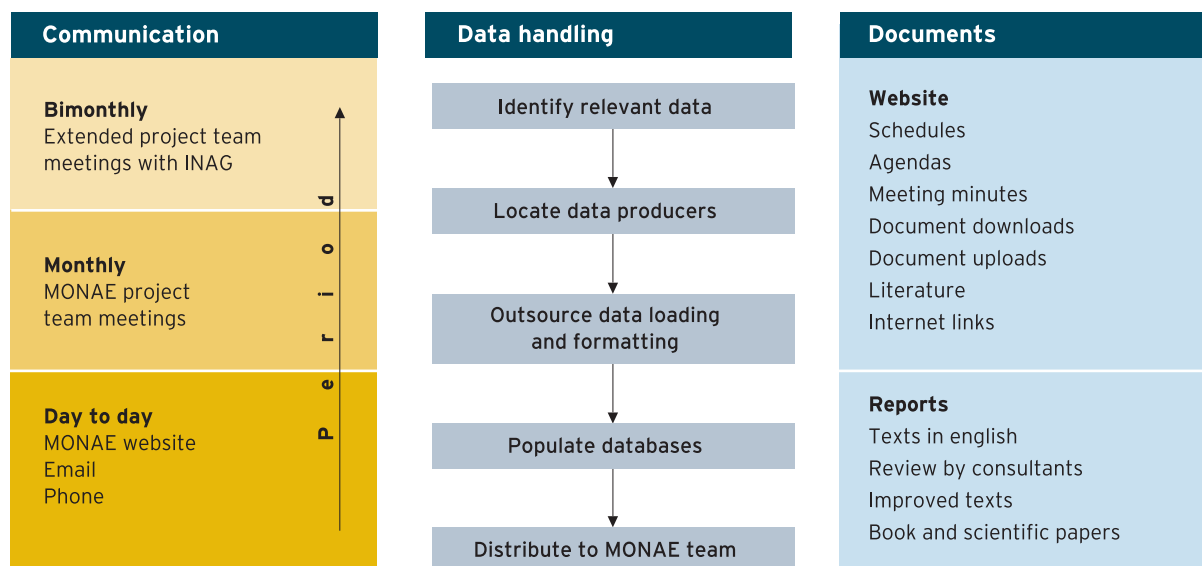 Communication
Bimonthly
Extended project team
meetings with INAG
Monthly
MONAE project
team meetings
Day to day
MONAE website
Email
Phone
Period
Data handling
Identify relevant data
Locate data producers
Outsource data loading
and formatting
Populate databases
Distribute to MONAE team
Documents
Website
Schedules
Agendas
Meeting minutes
Document downloads
Document uploads
Literature
Internet links
Reports
Texts in english
Review by consultants
Improved texts
Book and scientific papers